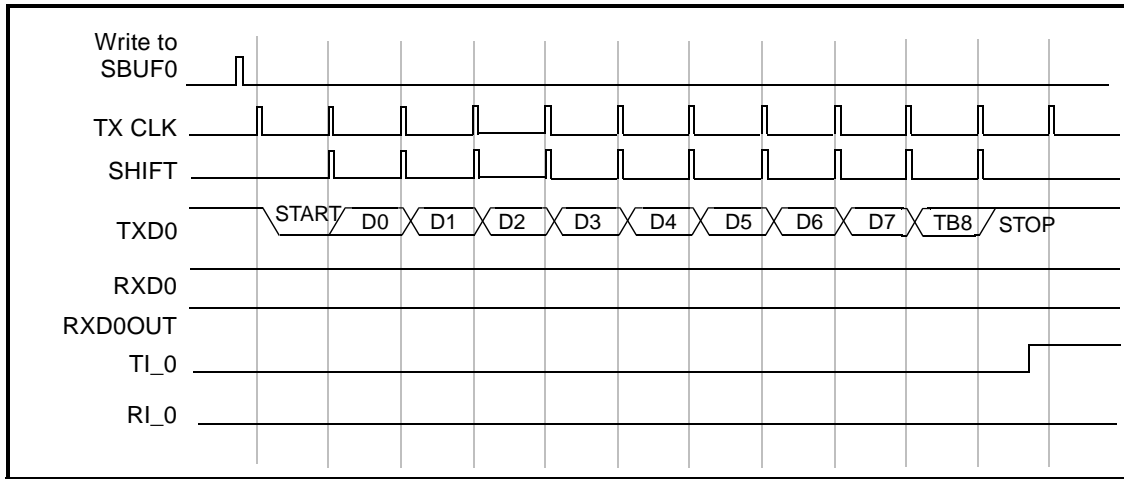 Write to
SBUF0
TX CLK
SHIFT
TXD0
START D0 D1 D2 D3 D4 D5 D6 D7 TB8 STOP
RXD0
RXD0OUT
TI_0
RI_0